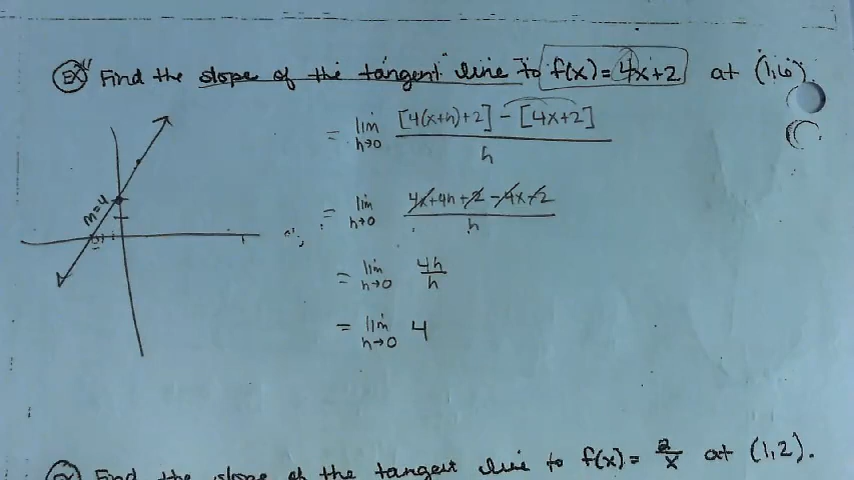 Ex Find the slope of the tangent line to f(x)=4x+2 at (1,6).
= lim h→0 [4(x+h)+2] - [4x+2] / h
m=4
= lim h→0 4x+4h+2-4x-2 / h
= lim h→0 4h / h
= lim h→0 4
Ex Find the slope of the tangent line to f(x)= 2/x at (1,2).